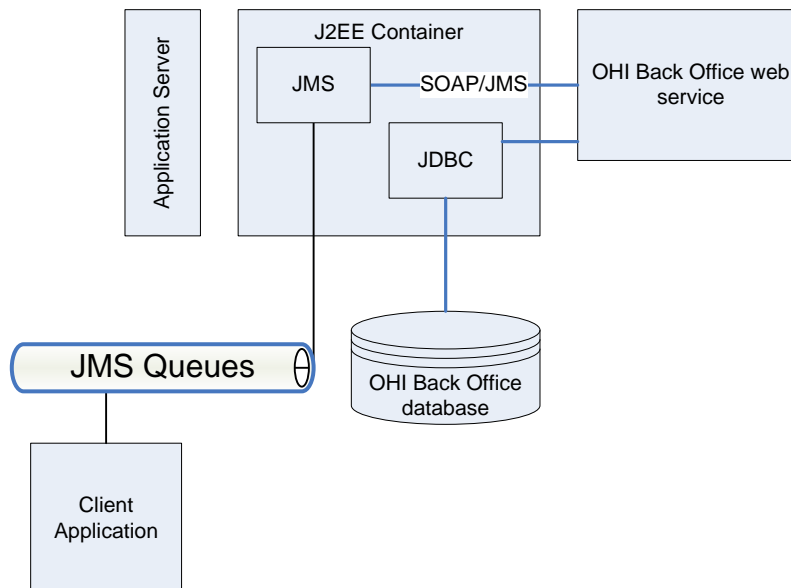 J2EE Container
Application Server
JMS
SOAP/JMS
OHI Back Office web
service
JDBC
JMS Queues
OHI Back Office
database
Client
Application